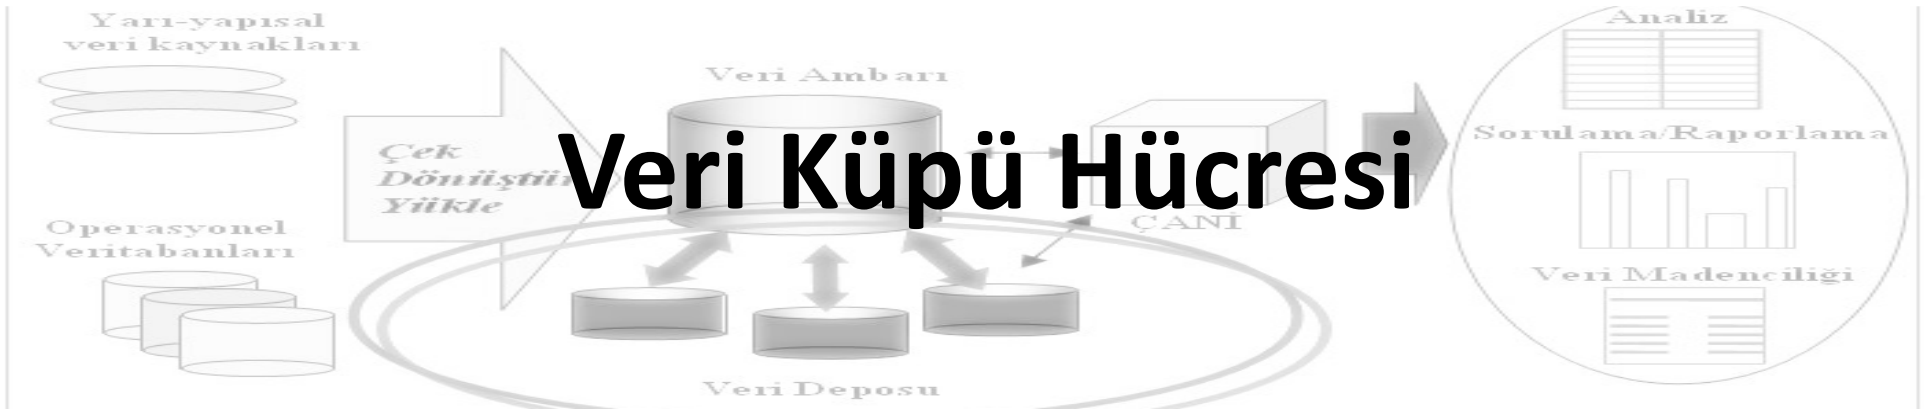 Yarı-yapısal
veri kaynakları
Operasyonel
Veritabanları
Çek
Dönüştür
Yükle
Veri Ambarı
Veri Küpü Hücresi
ÇANİ
Veri Deposu
Analiz
Sorulama/Raporlama
Veri Madenciliği